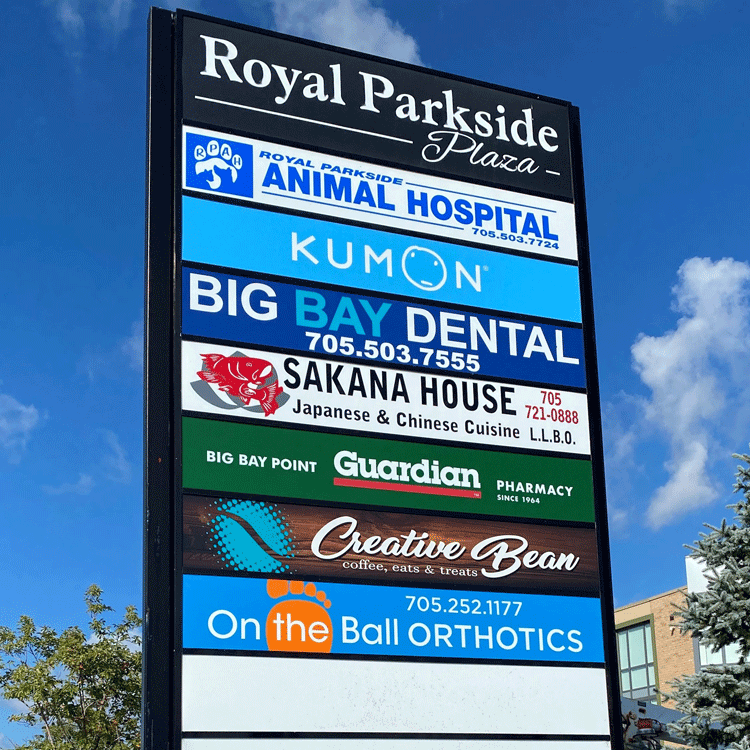 Royal Parkside
Plaza
RPAH
ROYAL PARKSIDE
ANIMAL HOSPITAL
705.503.7724
KUMON
BIG BAY DENTAL
705.503.7555
SAKANA HOUSE 705
721-0888
Japanese & Chinese Cuisine L.L.B.O.
BIG BAY POINT Guardian PHARMACY
SINCE 1964
Creative Bean
coffee, eats & treats
705.252.1177
On the Ball ORTHOTICS